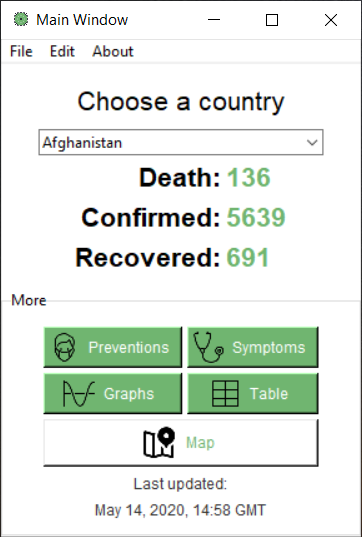 Main Window
File Edit About
Choose a country
Afghanistan
Death: 136
Confirmed: 5639
Recovered: 691
More
Preventions Symptoms
Graphs Table
Map
Last updated:
May 14, 2020, 14:58 GMT